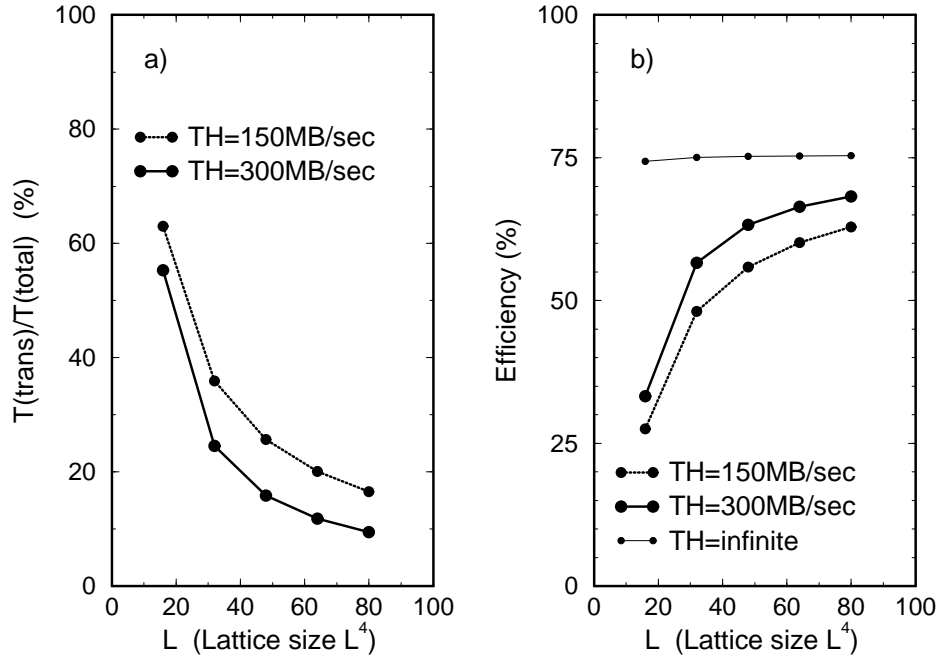 a)
TH=150MB/sec
TH=300MB/sec
T(trans)/T(total) (%)
100
80
60
40
20
0
0 20 40 60 80 100
L (Lattice size L^4)
b)
Efficiency (%)
100
75
50
25
0
TH=150MB/sec
TH=300MB/sec
TH=infinite
0 20 40 60 80 100
L (Lattice size L^4)